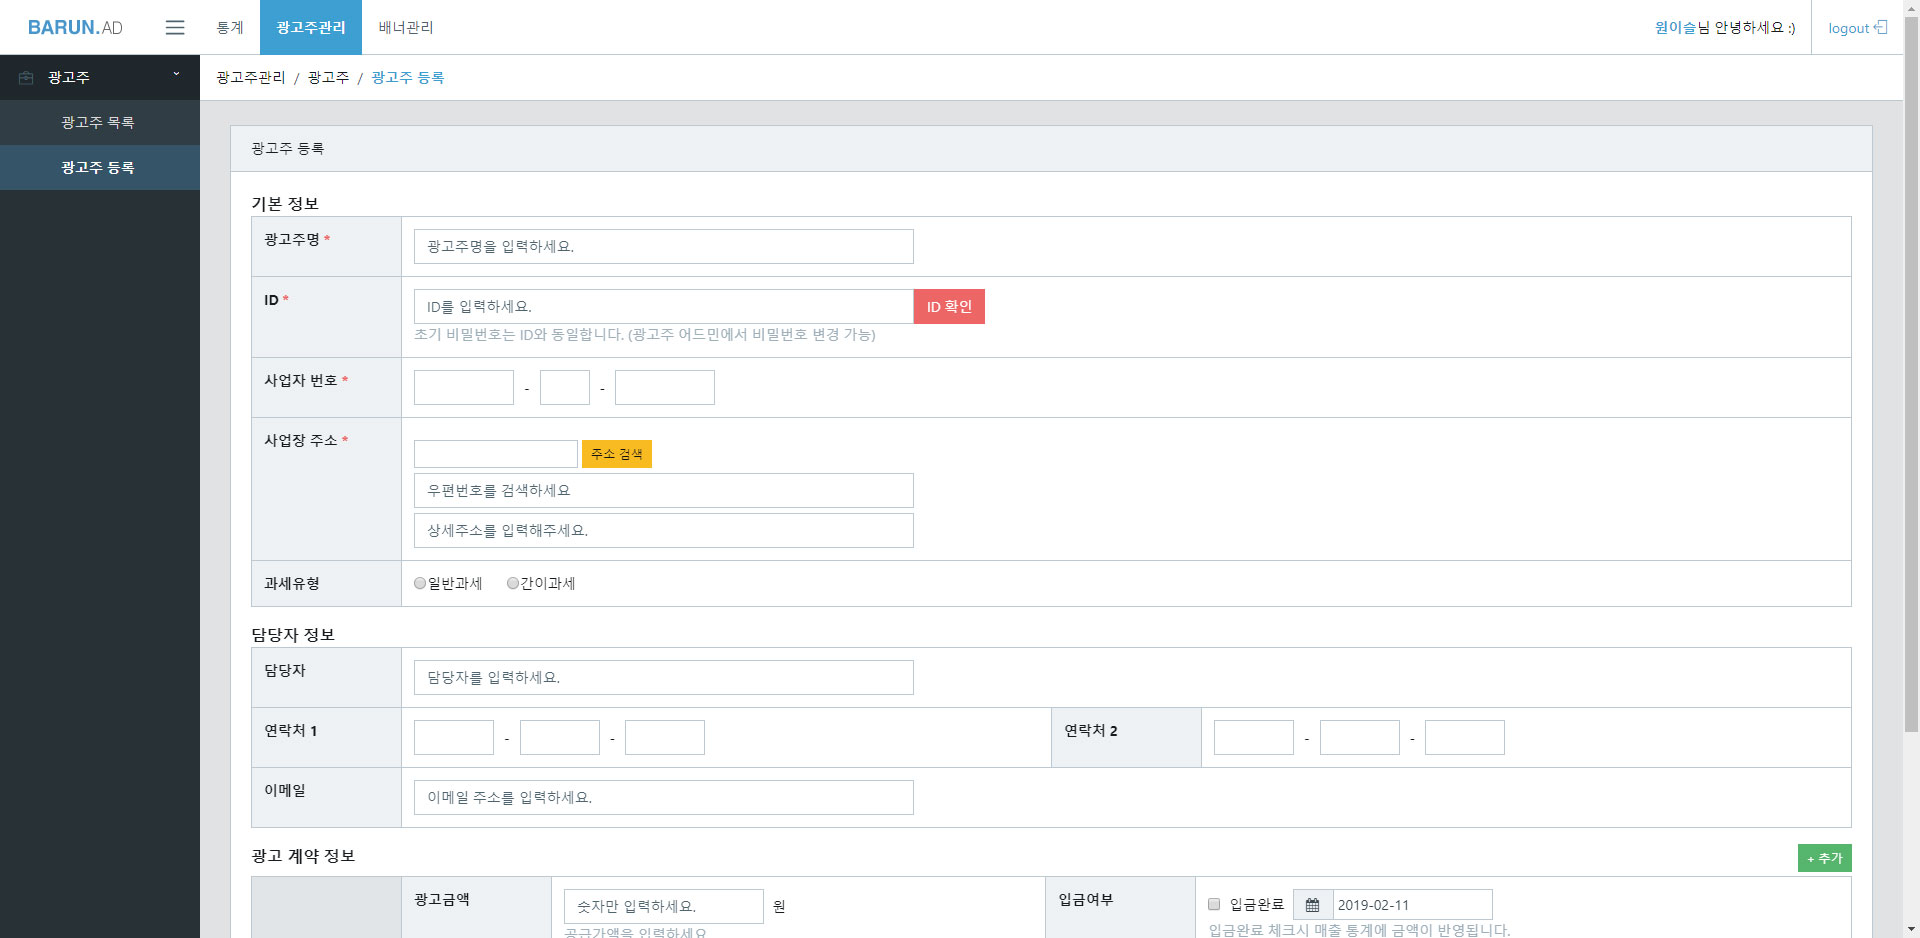 BARUN.AD 통계 광고주관리 배너관리 원이슬님 안녕하세요 :) logout
광고주 광고주관리 / 광고주 / 광고주 등록
광고주 목록
광고주 등록
광고주 등록
기본 정보
광고주명 * 광고주명을 입력하세요.
ID * ID를 입력하세요. ID 확인
초기 비밀번호는 ID와 동일합니다. (광고주 어드민에서 비밀번호 변경 가능)
사업자 번호 * - -
사업장 주소 * 주소 검색
우편번호를 검색하세요
상세주소를 입력해주세요.
과세유형 일반과세 간이과세
담당자 정보
담당자 담당자를 입력하세요.
연락처 1 - - 연락처 2 - -
이메일 이메일 주소를 입력하세요.
광고 계약 정보 + 추가
광고금액 숫자만 입력하세요. 원 입금여부 입금완료 2019-02-11
공급가액을 입력하세요 입금완료 체크시 매출 통계에 금액이 반영됩니다.